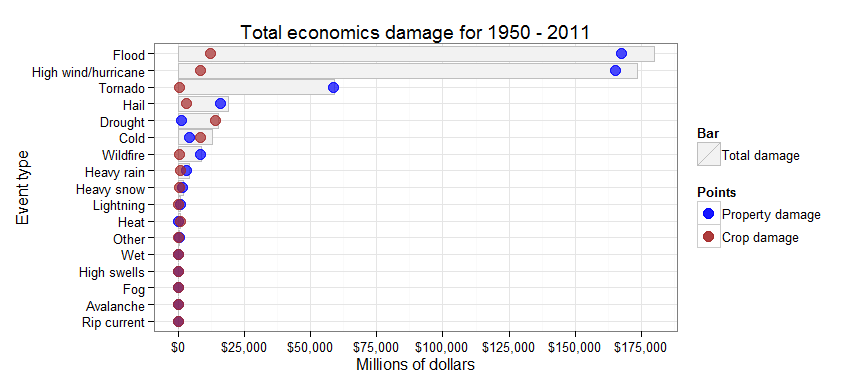 Total economics damage for 1950 - 2011
Event type
Flood
High wind/hurricane
Tornado
Hail
Drought
Cold
Wildfire
Heavy rain
Heavy snow
Lightning
Heat
Other
Wet
High swells
Fog
Avalanche
Rip current
$0 $25,000 $50,000 $75,000 $100,000 $125,000 $150,000 $175,000
Millions of dollars
Bar
Total damage
Points
Property damage
Crop damage